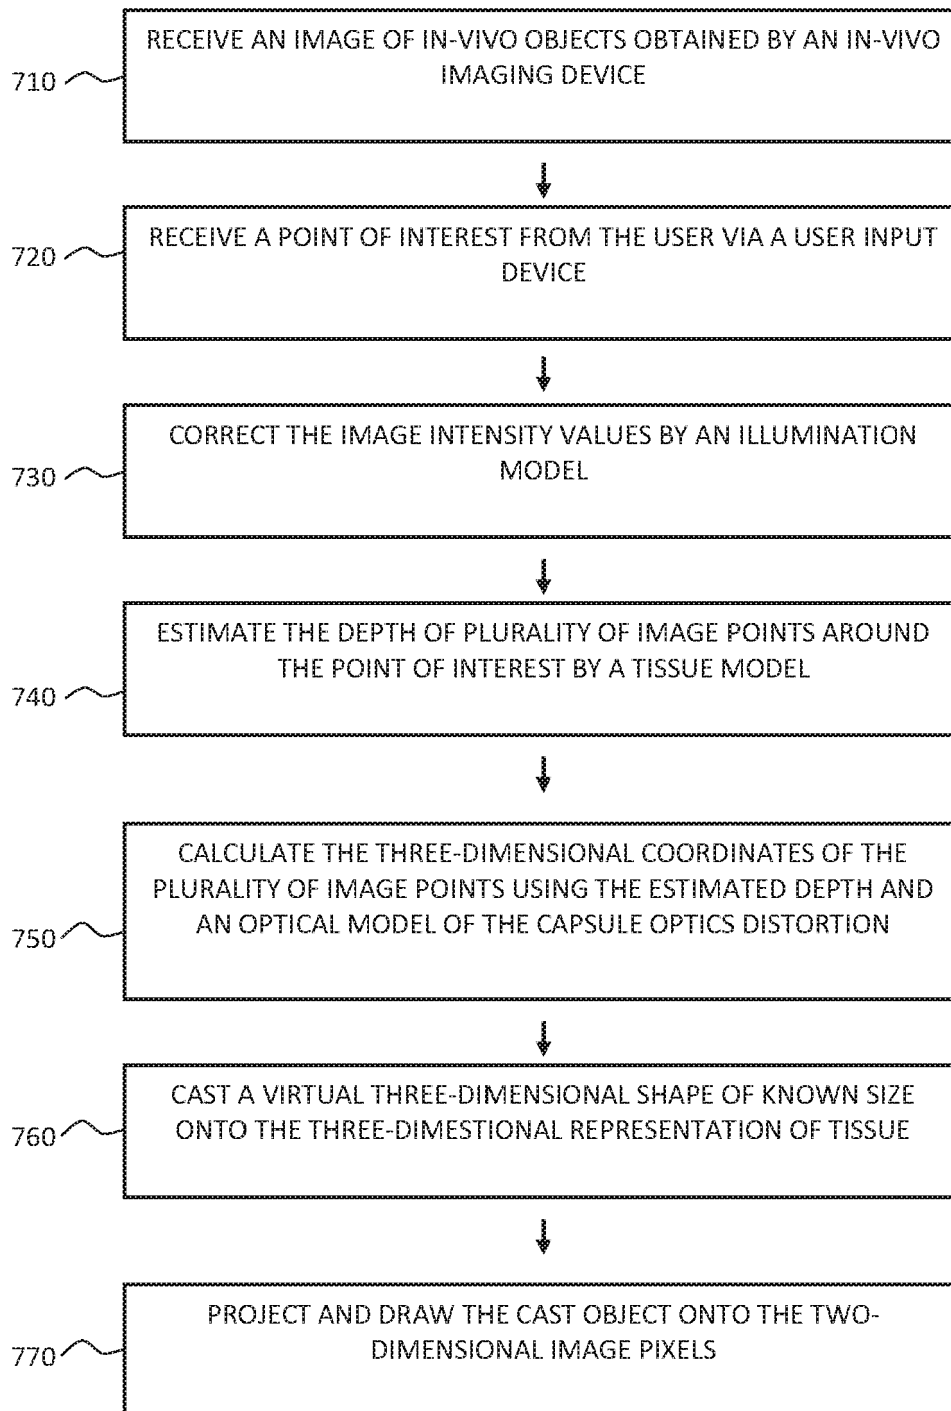 RECEIVE AN IMAGE OF IN-VIVO OBJECTS OBTAINED BY AN IN-VIVO
IMAGING DEVICE
710
RECEIVE A POINT OF INTEREST FROM THE USER VIA A USER INPUT
DEVICE
720
CORRECT THE IMAGE INTENSITY VALUES BY AN ILLUMINATION
MODEL
730
ESTIMATE THE DEPTH OF PLURALITY OF IMAGE POINTS AROUND
THE POINT OF INTEREST BY A TISSUE MODEL
740
CALCULATE THE THREE-DIMENSIONAL COORDINATES OF THE
PLURALITY OF IMAGE POINTS USING THE ESTIMATED DEPTH AND
AN OPTICAL MODEL OF THE CAPSULE OPTICS DISTORTION
750
CAST A VIRTUAL THREE-DIMENSIONAL SHAPE OF KNOWN SIZE
ONTO THE THREE-DIMESTIONAL REPRESENTATION OF TISSUE
760
PROJECT AND DRAW THE CAST OBJECT ONTO THE TWO-
DIMENSIONAL IMAGE PIXELS
770